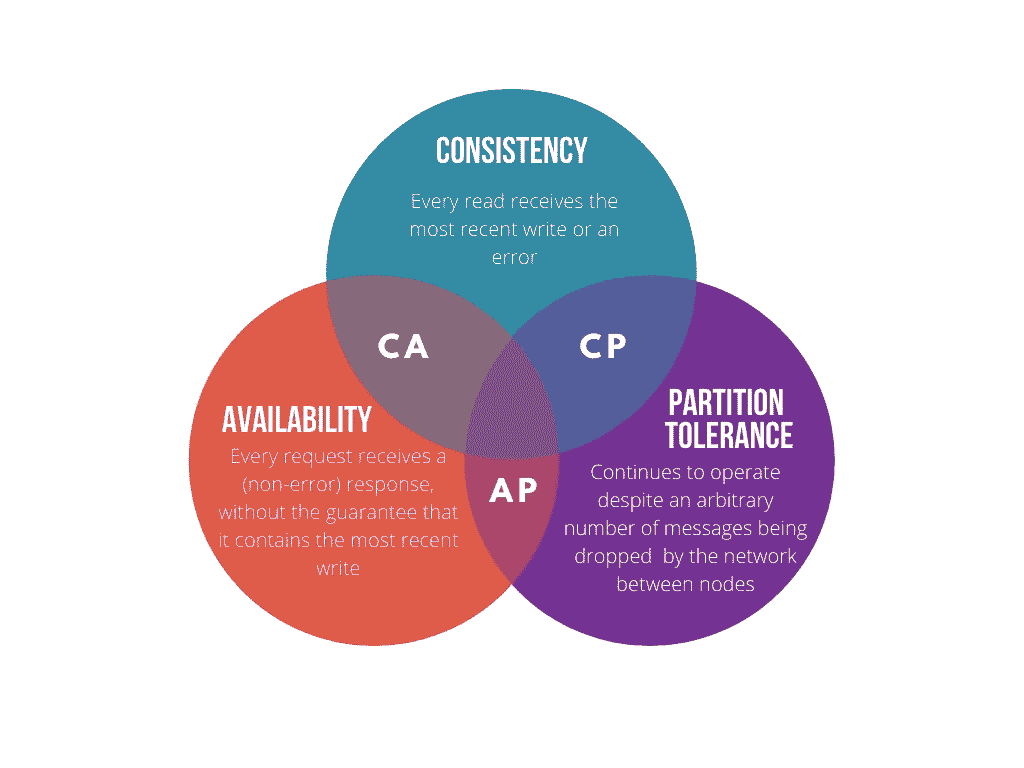 CONSISTENCY
Every read receives the
most recent write or an
error
CA
CP
AVAILABILITY
Every request receives a
(non-error) response,
without the guarantee that
it contains the most recent
write
PARTITION
TOLERANCE
Continues to operate
despite an arbitrary
number of messages being
dropped by the network
between nodes
AP